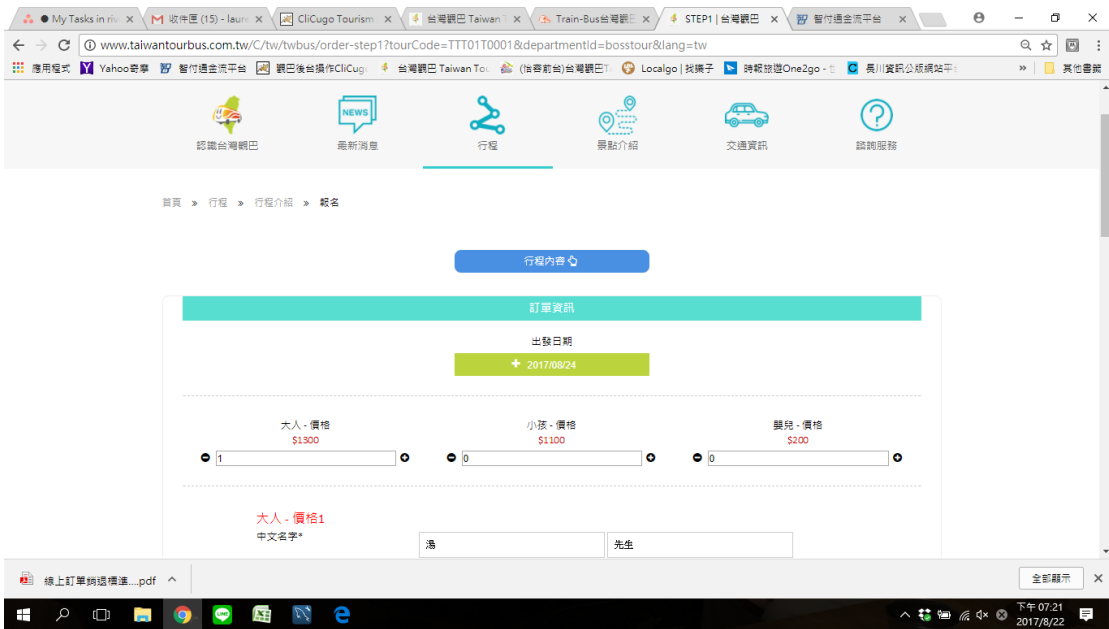 My Tasks in riv
收件匣 (15) - laure
CliCugo Tourism
台灣觀巴 Taiwan T
Train-Bus台灣觀巴
STEP1 | 台灣觀巴
智付通金流平台
www.taiwantourbus.com.tw/C/tw/twbus/order-step1?tourCode=TTT01T0001&departmentId=bosstour&lang=tw
應用程式
Yahoo奇摩
智付通金流平台
觀巴後台操作CliCug
台灣觀巴 Taiwan Tou
(怡容前台)台灣觀巴T
Localgo | 找樂子
時報旅遊One2go -
長川資訊公版網站平
»
其他書籤
NEWS
認識台灣觀巴
最新消息
行程
景點介紹
交通資訊
諮詢服務
首頁 » 行程 » 行程介紹 » 報名
行程內容
訂單資訊
出發日期
+ 2017/08/24
大人 - 價格
小孩 - 價格
嬰兒 - 價格
$1300
$1100
$200
1
0
0
大人 - 價格1
中文名字*
湯
先生
線上訂單銷退標準....pdf
全部顯示
下午 07:21
2017/8/22